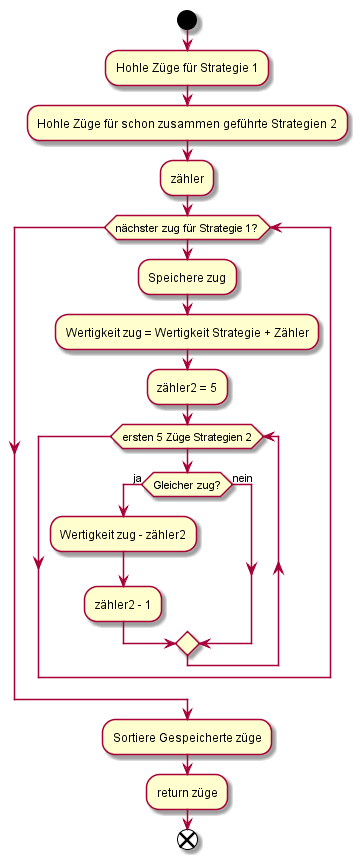 Hohle Züge für Strategie 1
Hohle Züge für schon zusammen geführte Strategien 2
zähler
nächster zug für Strategie 1?
Speichere zug
Wertigkeit zug = Wertigkeit Strategie + Zähler
zähler2 = 5
ersten 5 Züge Strategien 2
ja
Gleicher zug?
nein
Wertigkeit zug - zähler2
zähler2 - 1
Sortiere Gespeicherte züge
return züge